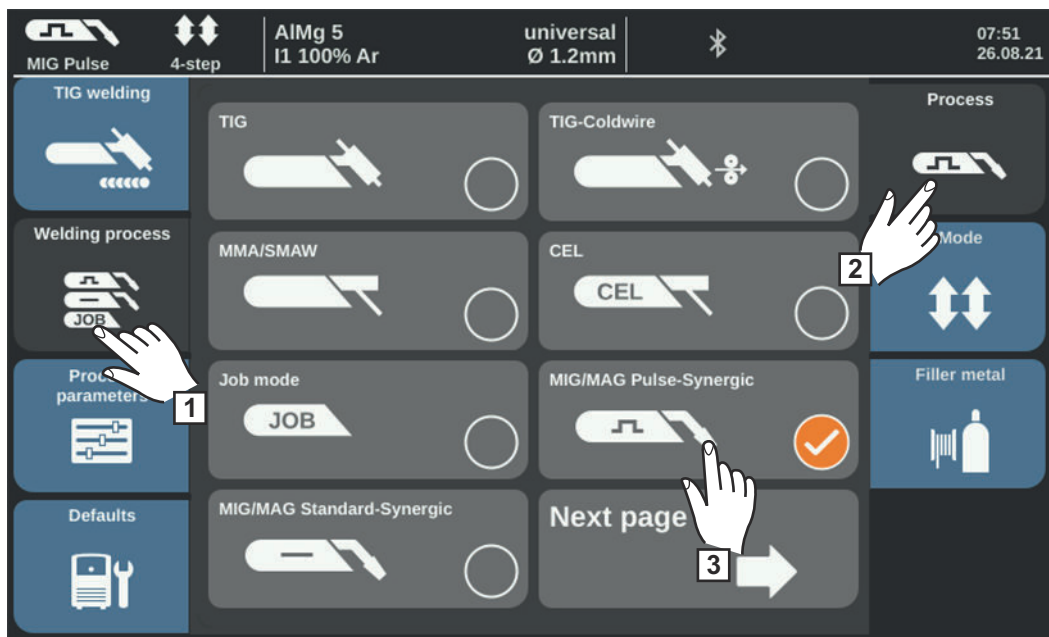 MIG Pulse
4-step
AlMg 5
I1 100% Ar
universal
Ø 1.2mm
07:51
26.08.21
TIG welding
Welding process
JOB
1
parameters
Defaults
TIG
TIG-Coldwire
MMA/SMAW
CEL
CEL
Job mode
JOB
MIG/MAG Pulse-Synergic
MIG/MAG Standard-Synergic
Next page
3
Process
2
Mode
Filler metal